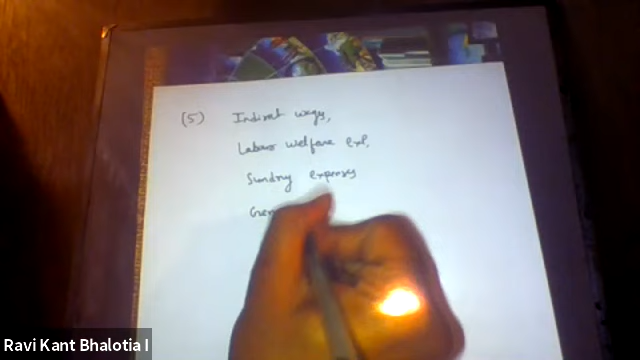 (5) Indirect wages,
Labour welfare exp,
Sundry expenses
Ravi Kant Bhalotia I